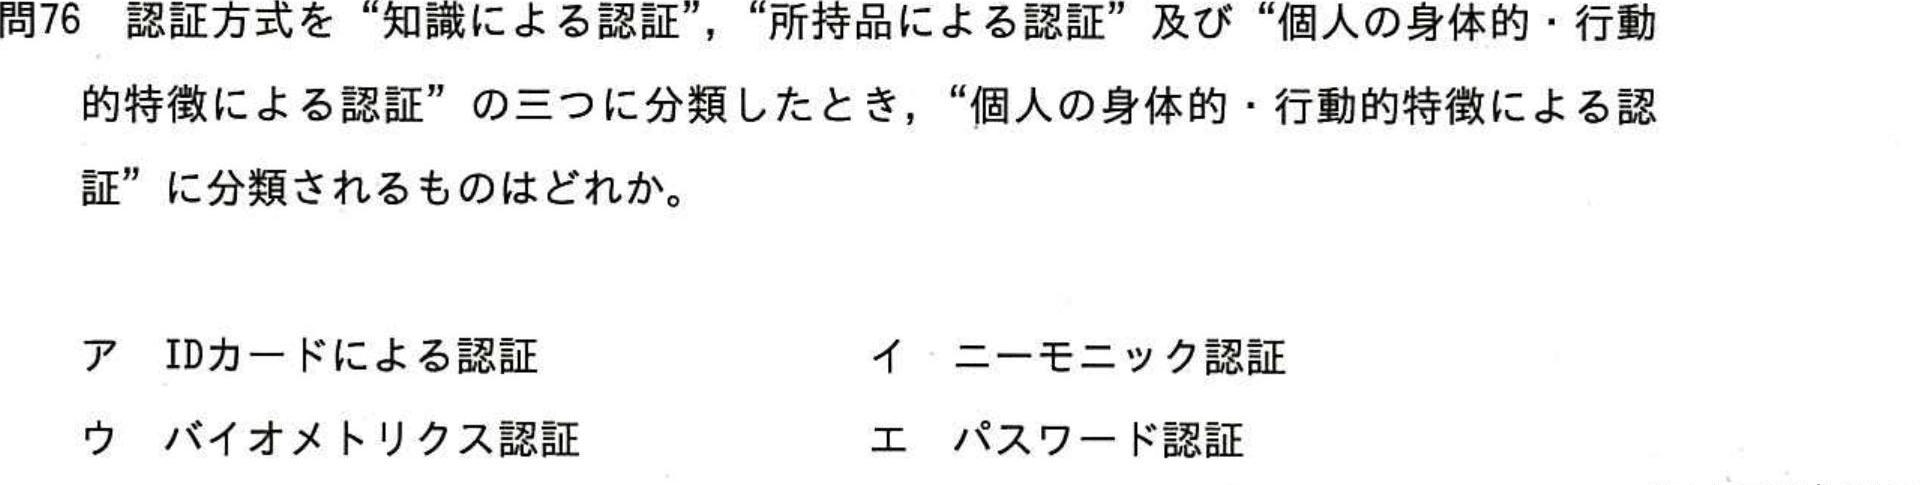 問76 認証方式を“知識による認証”，“所持品による認証”及び“個人の身体的・行動
的特徴による認証”の三つに分類したとき，“個人の身体的・行動的特徴による認
証”に分類されるものはどれか。
ア IDカードによる認証 イ ニーモニック認証
ウ バイオメトリクス認証 エ パスワード認証